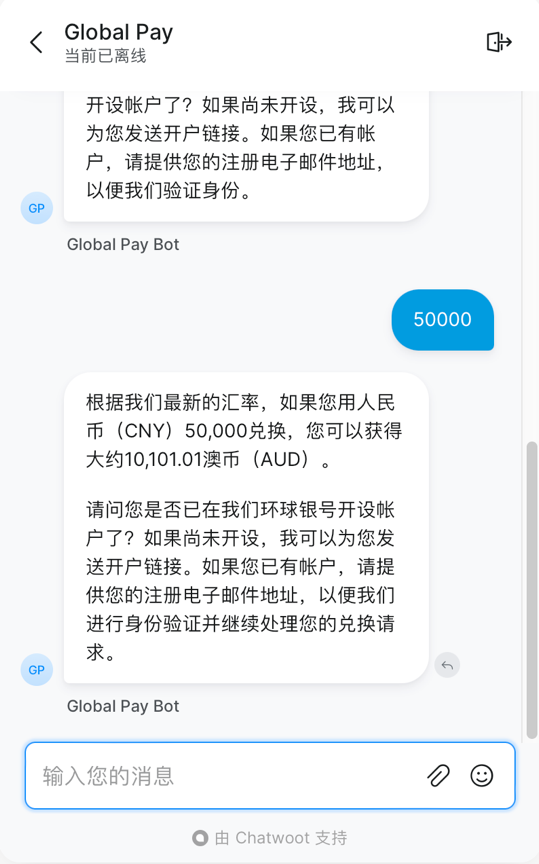 Global Pay
当前已离线
开设帐户了？如果尚未开设，我可以
为您发送开户链接。如果您已有帐
户，请提供您的注册电子邮件地址，
以便我们验证身份。
GP
Global Pay Bot
50000
根据我们最新的汇率，如果您用人民
币（CNY）50,000兑换，您可以获得
大约10,101.01澳币（AUD）。
请问您是否已在我们环球银号开设帐
户了？如果尚未开设，我可以为您发
送开户链接。如果您已有帐户，请提
供您的注册电子邮件地址，以便我们
进行身份验证并继续处理您的兑换请
求。
GP
Global Pay Bot
输入您的消息
由 Chatwoot 支持